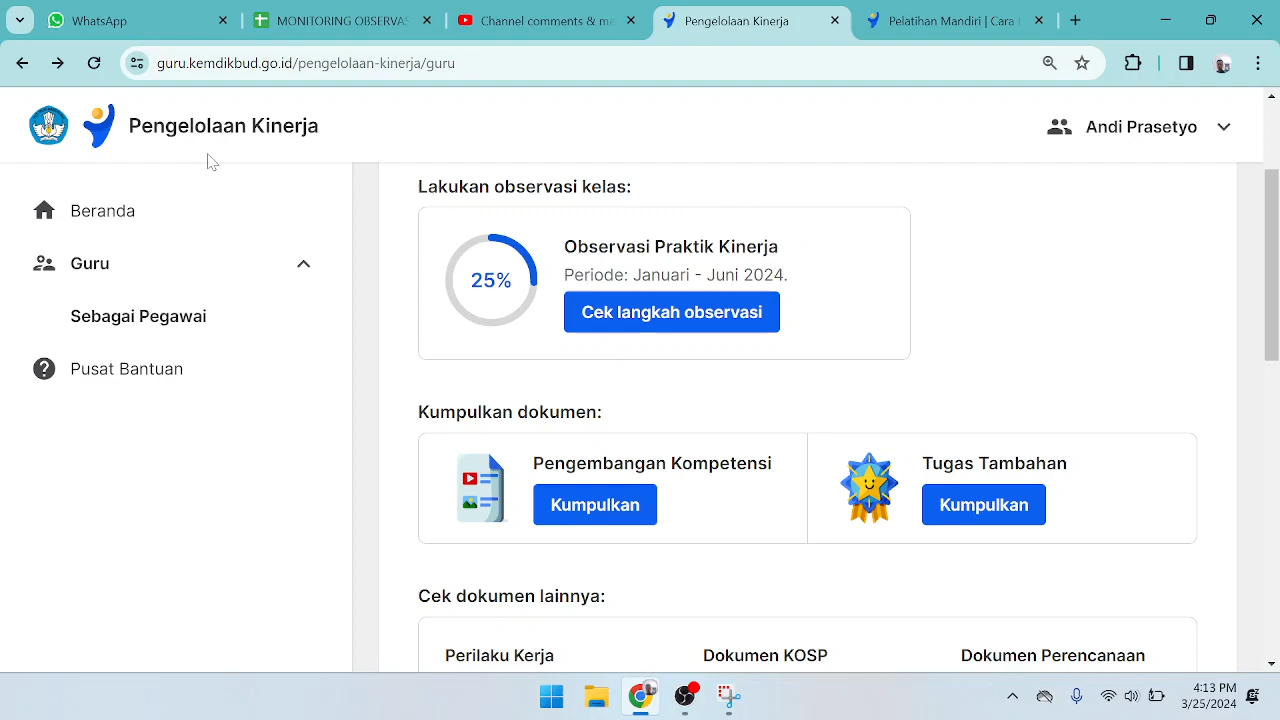 WhatsApp
MONITORING OBSERVAS
Channel comments & me
Pengelolaan Kinerja
Pelatihan Mandiri | Cara
guru.kemdikbud.go.id/pengelolaan-kinerja/guru
Pengelolaan Kinerja
Andi Prasetyo
Beranda
Guru
Sebagai Pegawai
Pusat Bantuan
Lakukan observasi kelas:
25%
Observasi Praktik Kinerja
Periode: Januari - Juni 2024.
Cek langkah observasi
Kumpulkan dokumen:
Pengembangan Kompetensi
Kumpulkan
Tugas Tambahan
Kumpulkan
Cek dokumen lainnya:
Perilaku Kerja
Dokumen KOSP
Dokumen Perencanaan
4:13 PM
3/25/2024